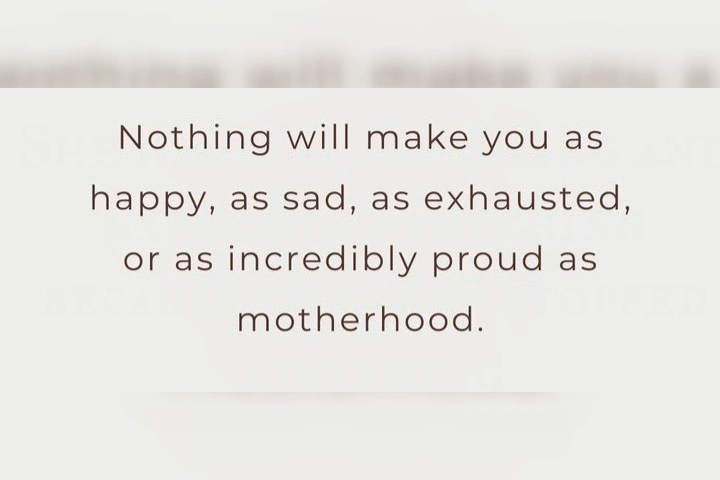 Nothing will make you as
happy, as sad, as exhausted,
or as incredibly proud as
motherhood.